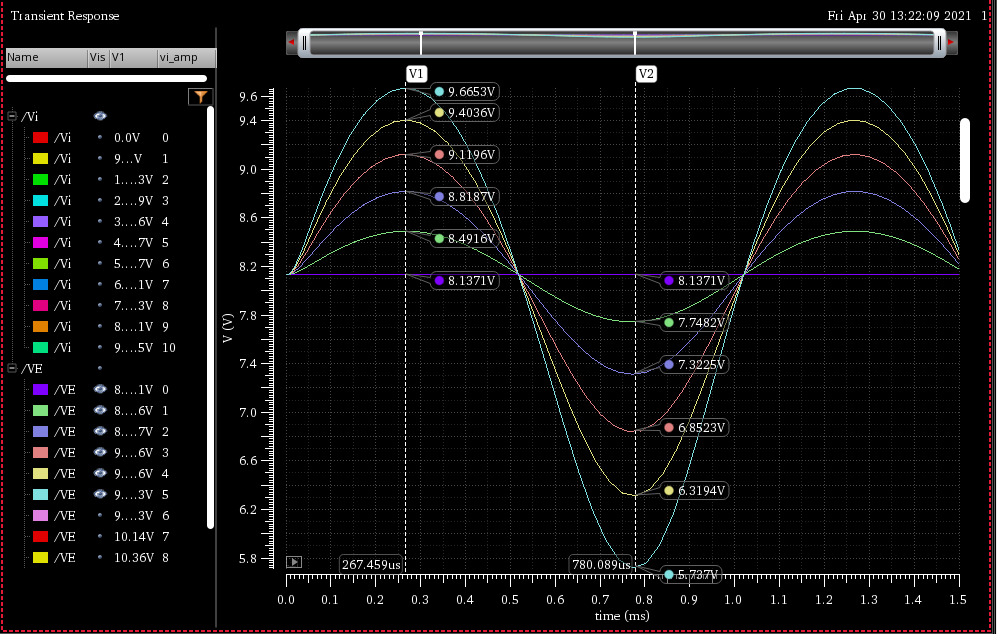 Transient Response
Fri Apr 30 13:22:09 2021 1
Name Vis V1 vi_amp
/Vi
/Vi 0.0V 0
/Vi 9...V 1
/Vi 1...3V 2
/Vi 2...9V 3
/Vi 3...6V 4
/Vi 4...7V 5
/Vi 5...7V 6
/Vi 6...1V 7
/Vi 7...3V 8
/Vi 8...1V 9
/Vi 9...5V 10
/VE
/VE 8...1V 0
/VE 8...6V 1
/VE 8...7V 2
/VE 9...6V 3
/VE 9...6V 4
/VE 9...3V 5
/VE 9...3V 6
/VE 10.14V 7
/VE 10.36V 8
V1
V2
9.6653V
9.4036V
9.1196V
8.8187V
8.4916V
8.1371V
8.1371V
7.7482V
7.3225V
6.8523V
6.3194V
5.737V
267.459us
780.089us
V (V)
9.6
9.4
9.0
8.6
8.2
7.8
7.4
7.0
6.6
6.2
5.8
0.0 0.1 0.2 0.3 0.4 0.5 0.6 0.7 0.8 0.9 1.0 1.1 1.2 1.3 1.4 1.5
time (ms)